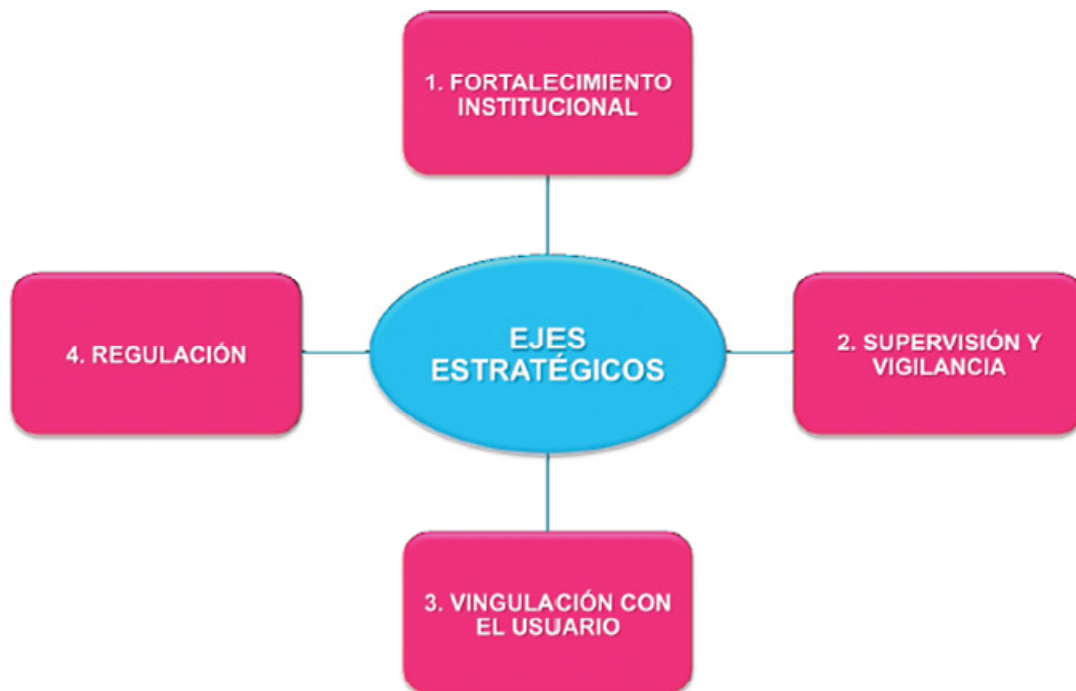 1. FORTALECIMIENTO
INSTITUCIONAL
4. REGULACIÓN
EJES
ESTRATÉGICOS
2. SUPERVISIÓN Y
VIGILANCIA
3. VINGULACIÓN CON
EL USUARIO